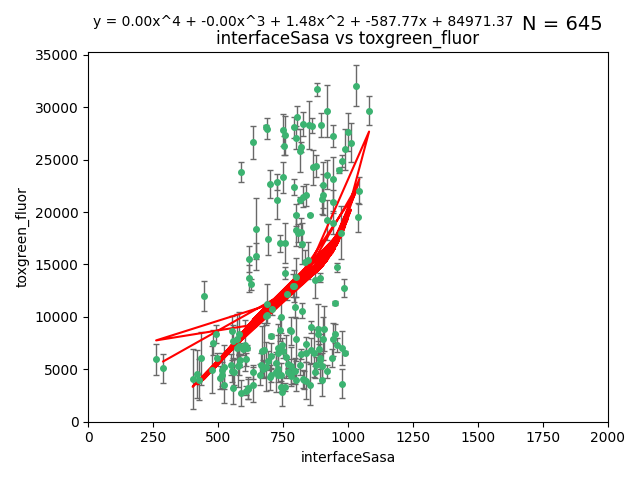 y = 0.00x^4 + -0.00x^3 + 1.48x^2 + -587.77x + 84971.37 N = 645
interfaceSasa vs toxgreen_fluor
35000
30000
25000
20000
15000
10000
5000
0
toxgreen_fluor
0 250 500 750 1000 1250 1500 1750 2000
interfaceSasa